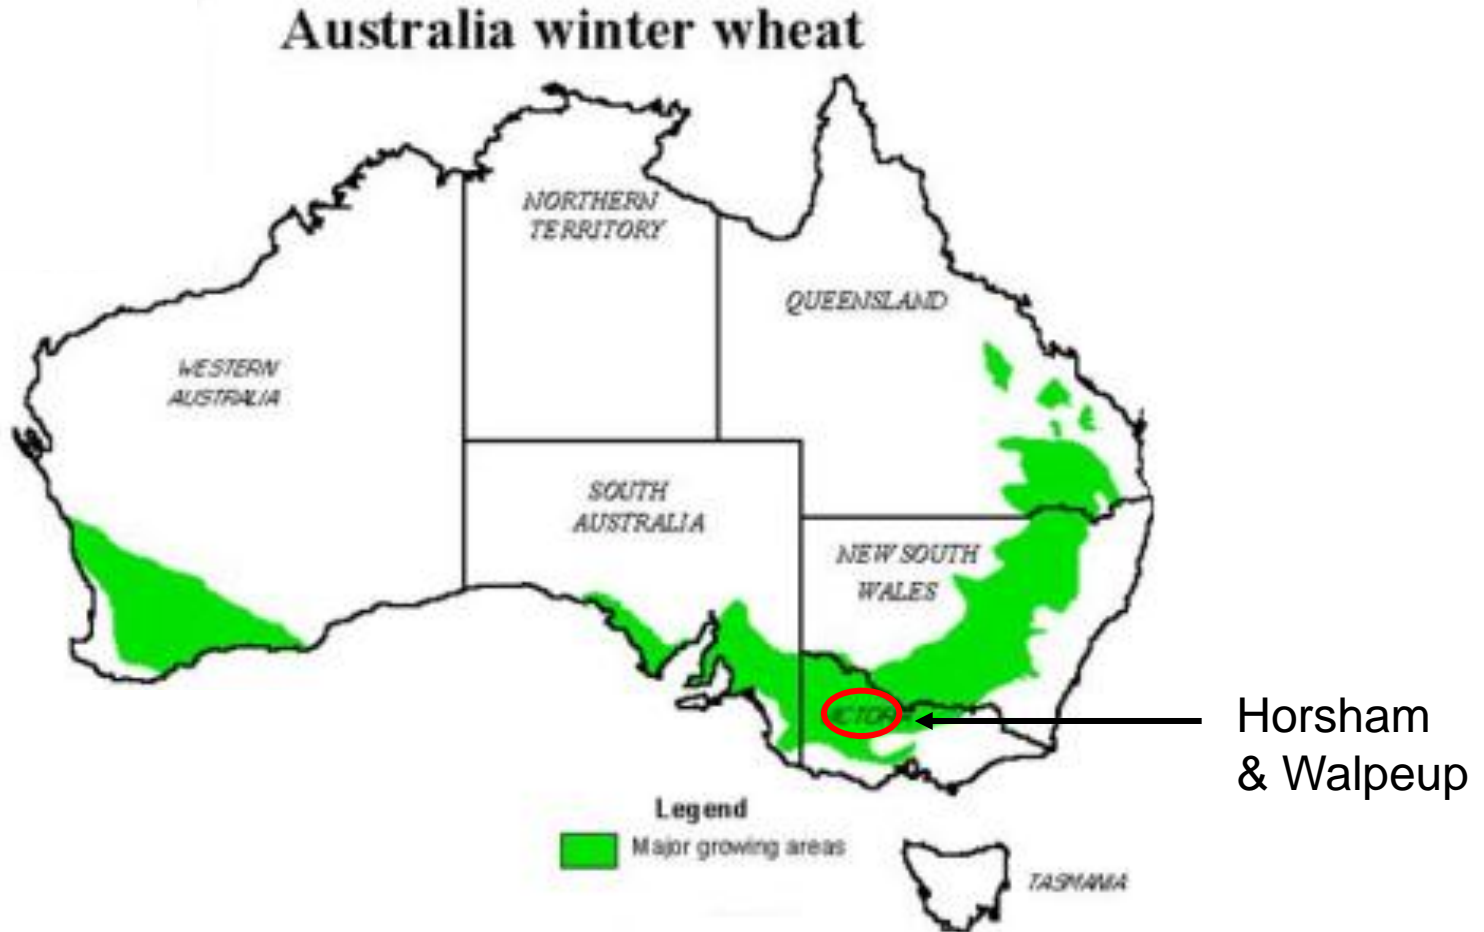 Australia winter wheat
NORTHERN
TERRITORY
QUEENSLAND
WESTERN
AUSTRALIA
SOUTH
AUSTRALIA
NEW SOUTH
WALES
Horsham
& Walpeup
Legend
Major growing areas
TASMANIA